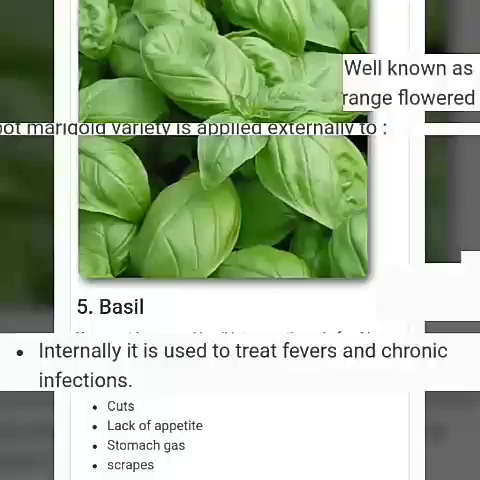 Well known as
range flowered
pot marigold variety is applied externally to :
5. Basil
• Internally it is used to treat fevers and chronic
infections.
• Cuts
• Lack of appetite
• Stomach gas
• scrapes